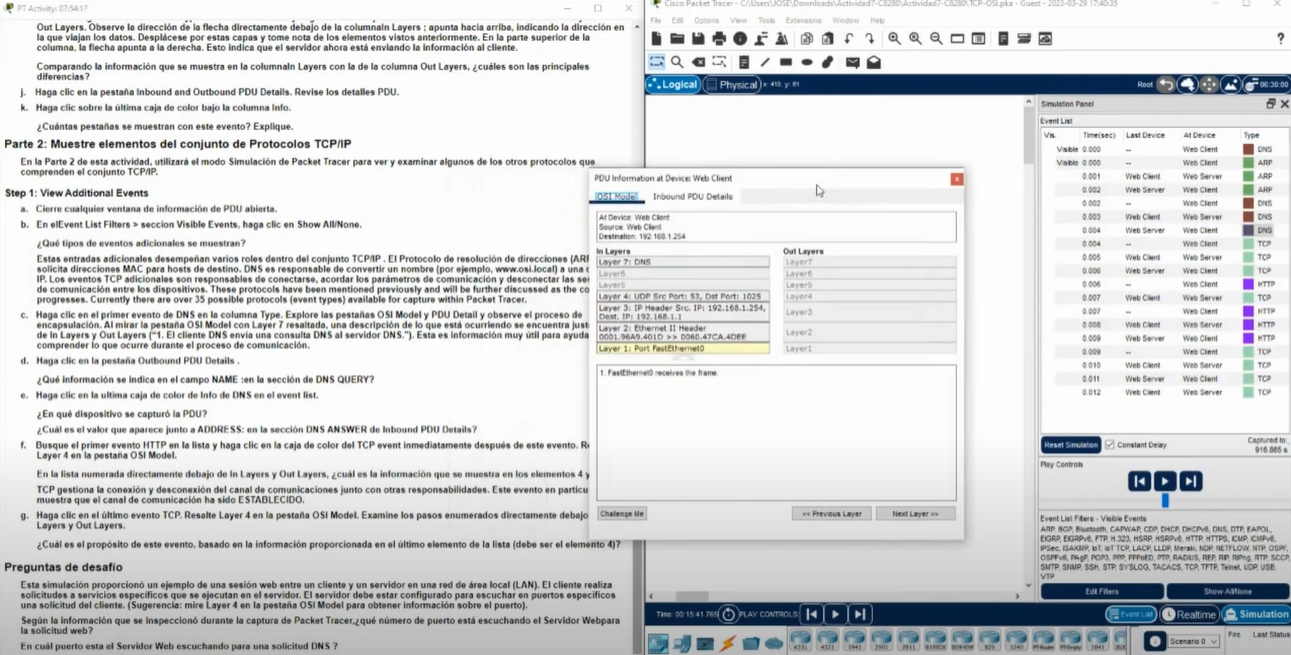 PT Activity: 07:54:17
Out Layers. Observe la dirección de la flecha directamente debajo de la columnaIn Layers ; apunta hacia arriba, indicando la dirección en
la que viajan los datos. Desplácese por estas capas y tome nota de los elementos vistos anteriormente. En la parte superior de la
columna, la flecha apunta a la derecha. Esto indica que el servidor ahora está enviando la información al cliente.
Comparando la información que se muestra en la columnaIn Layers con la de la columna Out Layers, ¿cuáles son las principales
diferencias?
j. Haga clic en la pestaña Inbound and Outbound PDU Details. Revise los detalles PDU.
k. Haga clic sobre la última caja de color bajo la columna Info.
¿Cuántas pestañas se muestran con este evento? Explique.
Parte 2: Muestre elementos del conjunto de Protocolos TCP/IP
En la Parte 2 de esta actividad, utilizará el modo Simulación de Packet Tracer para ver y examinar algunos de los otros protocolos que
comprenden el conjunto TCP/IP.
Step 1: View Additional Events
a. Cierre cualquier ventana de información de PDU abierta.
b. En elEvent List Filters > seccion Visible Events, haga clic en Show All/None.
¿Qué tipos de eventos adicionales se muestran?
Estas entradas adicionales desempeñan varios roles dentro del conjunto TCP/IP . El Protocolo de resolución de direcciones (ARP
solicita direcciones MAC para hosts de destino. DNS es responsable de convertir un nombre (por ejemplo, www.osi.local) a una
IP. Los eventos TCP adicionales son responsables de conectarse, acordar los parámetros de comunicación y desconectar las
de comunicación entre los dispositivos. These protocols have been mentioned previously and will be further discussed as the
progresses. Currently there are over 35 possible protocols (event types) available for capture within Packet Tracer.
c. Haga clic en el primer evento de DNS en la columna Type. Explore las pestañas OSI Model y PDU Detail y observe el proceso de
encapsulación. Al mirar la pestaña OSI Model con Layer 7 resaltada, una descripción de lo que está ocurriendo se encuentra
de In Layers y Out Layers ("1. El cliente DNS envía una consulta DNS al servidor DNS."). Esta es información muy útil para ayuda
comprender lo que ocurre durante el proceso de comunicación.
d. Haga clic en la pestaña Outbound PDU Details .
¿Qué información se indica en el campo NAME :en la sección de DNS QUERY?
e. Haga clic en la ultima caja de color de Info de DNS en el event list.
¿En qué dispositivo se capturó la PDU?
¿Cuál es el valor que aparece junto a ADDRESS: en la sección DNS ANSWER de Inbound PDU Details?
f. Busque el primer evento HTTP en la lista y haga clic en la caja de color del TCP event inmediatamente después de este evento.
Layer 4 en la pestaña OSI Model.
En la lista numerada directamente debajo de In Layers y Out Layers, ¿cuál es la información que se muestra en los elementos 4 y
TCP gestiona la conexión y desconexión del canal de comunicaciones junto con otras responsabilidades. Este evento en particu
muestra que el canal de comunicación ha sido ESTABLECIDO.
g. Haga clic en el último evento TCP. Resalte Layer 4 en la pestaña OSI Model. Examine los pasos enumerados directamente debajo
Layers y Out Layers.
¿Cuál es el propósito de este evento, basado en la información proporcionada en el último elemento de la lista (debe ser el elemento 4)?
Preguntas de desafío
Esta simulación proporcionó un ejemplo de una sesión web entre un cliente y un servidor en una red de área local (LAN). El cliente realiza
solicitudes a servicios específicos que se ejecutan en el servidor. El servidor debe estar configurado para escuchar en puertos específicos
una solicitud del cliente. (Sugerencia: mire Layer 4 en la pestaña OSI Model para obtener información sobre el puerto).
Según la información que se inspeccionó durante la captura de Packet Tracer,¿qué número de puerto está escuchando el Servidor Webpara
la solicitud web?
En cuál puerto esta el Servidor Web escuchando para una solicitud DNS ?
Cisco Packet Tracer - C:\Users\JOSE\Downloads\Actividad7-C8280\Actividad7-C8280\TCP-OSI.pka - Guest - 2023-03-29 17:40:35
File Edit Options View Tools Extensions Window Help
Logical Physical x: 410, y: 61 Root 06:30:00
PDU Information at Device: Web Client
OSI Model Inbound PDU Details
At Device: Web Client
Source: Web Client
Destination: 192.168.1.254
In Layers Out Layers
Layer 7: DNS Layer7
Layer6 Layer6
Layer5 Layer5
Layer 4: UDP Src Port: 53, Dst Port: 1025 Layer4
Layer 3: IP Header Src. IP: 192.168.1.254,
Dest. IP: 192.168.1.1 Layer3
Layer 2: Ethernet II Header
0001.96A9.401D >> 0060.47CA.4DEE Layer2
Layer 1: Port FastEthernet0 Layer1
1. FastEthernet0 receives the frame.
Challenge Me << Previous Layer Next Layer >>
Simulation Panel
Event List
Vis. Time(sec) Last Device At Device Type
Visible 0.000 -- Web Client DNS
Visible 0.000 -- Web Client ARP
0.001 Web Client Web Server ARP
0.002 Web Server Web Client ARP
0.002 -- Web Client DNS
0.003 Web Client Web Server DNS
0.004 Web Server Web Client DNS
0.004 -- Web Client TCP
0.005 Web Client Web Server TCP
0.006 Web Server Web Client TCP
0.006 -- Web Client HTTP
0.007 Web Client Web Server TCP
0.007 -- Web Client HTTP
0.008 Web Client Web Server HTTP
0.009 Web Server Web Client HTTP
0.009 -- Web Client TCP
0.010 Web Client Web Server TCP
0.011 Web Server Web Client TCP
0.012 Web Client Web Server TCP
Reset Simulation Constant Delay Captured to:
916.865 s
Play Controls
Event List Filters - Visible Events
ARP, BGP, Bluetooth, CAPWAP, CDP, DHCP, DHCPv6, DNS, DTP, EAPOL,
EIGRP, EIGRPv6, FTP, H.323, HSRP, HSRPv6, HTTP, HTTPS, ICMP, ICMPv6,
IPSec, ISAKMP, IoT, IoT TCP, LACP, LLDP, Meraki, NDP, NETFLOW, NTP, OSPF,
OSPFv6, PAgP, POP3, PPP, PPPoED, PTP, RADIUS, REP, RIP, RIPng, RTP, SCCP,
SMTP, SNMP, SSH, STP, SYSLOG, TACACS, TCP, TFTP, Telnet, UDP, USB,
VTP
Edit Filters Show All/None
Time: 00:15:41.765 PLAY CONTROLS: Event List Realtime Simulation
4331 4321 1941 2901 2911 819IOX 819HGW 829 1240 PT-Router PT-Empty 1841
Scenario 0 Fire Last Status